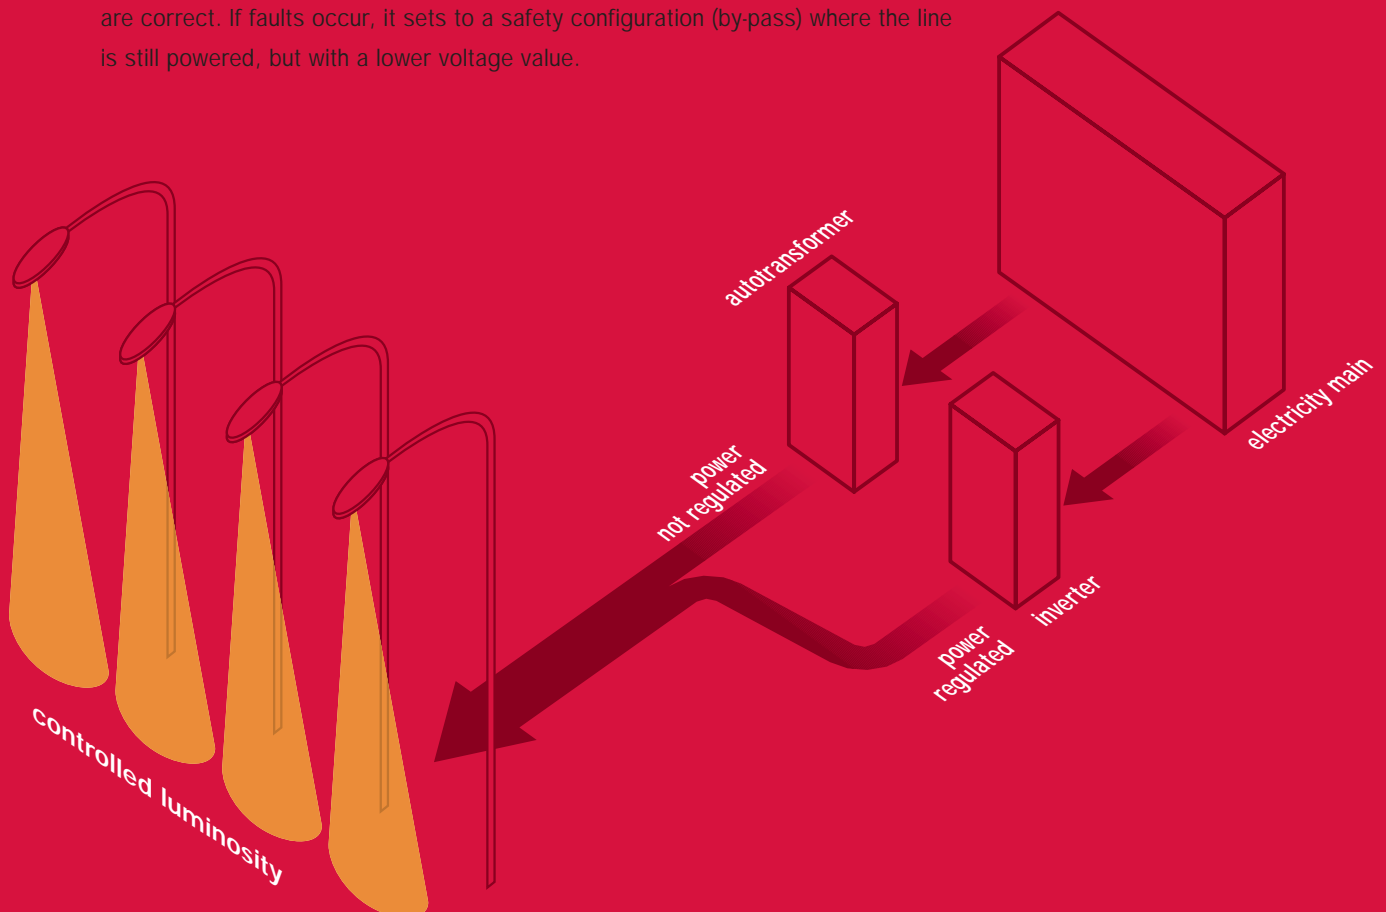 are correct. If faults occur, it sets to a safety configuration (by-pass) where the line
is still powered, but with a lower voltage value.
autotransformer
electricity main
power
not regulated
inverter
power
regulated
controlled luminosity